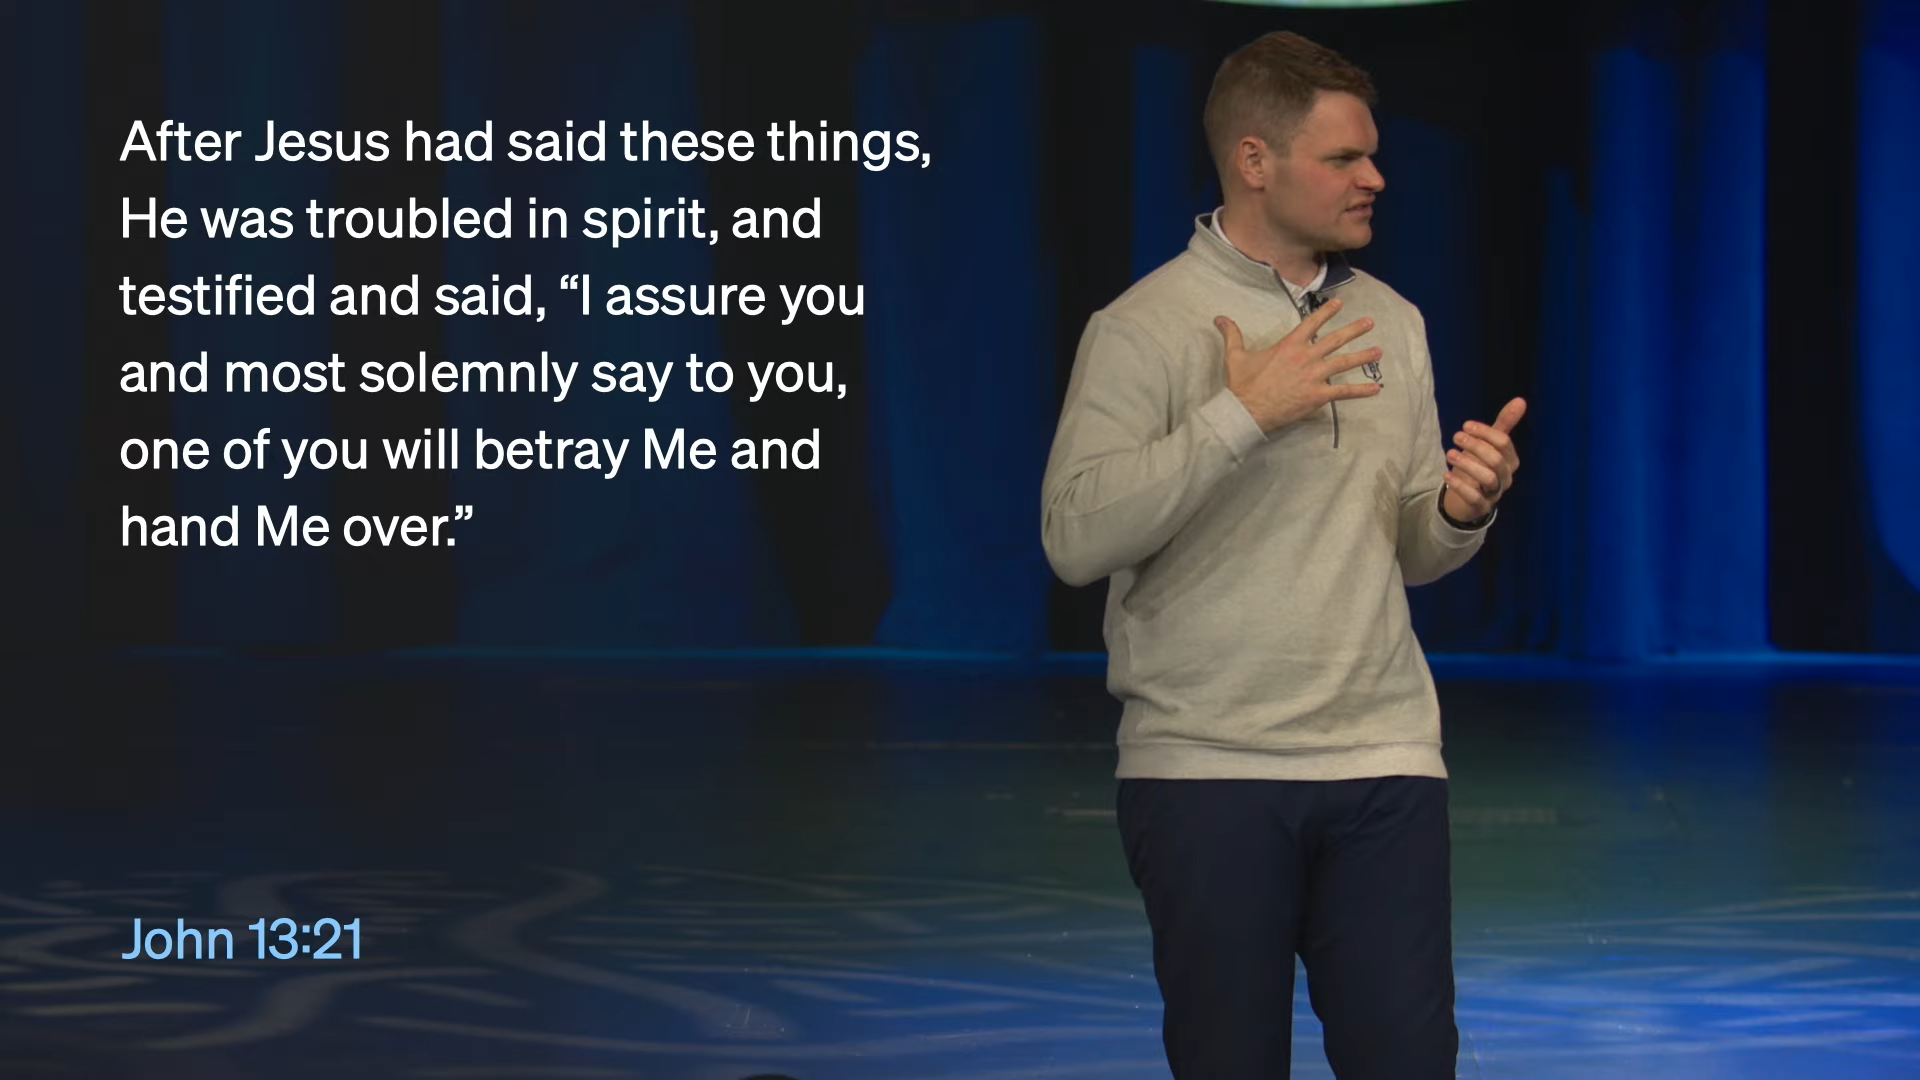 After Jesus had said these things,
He was troubled in spirit, and
testified and said, “I assure you
and most solemnly say to you,
one of you will betray Me and
hand Me over.”
John 13:21